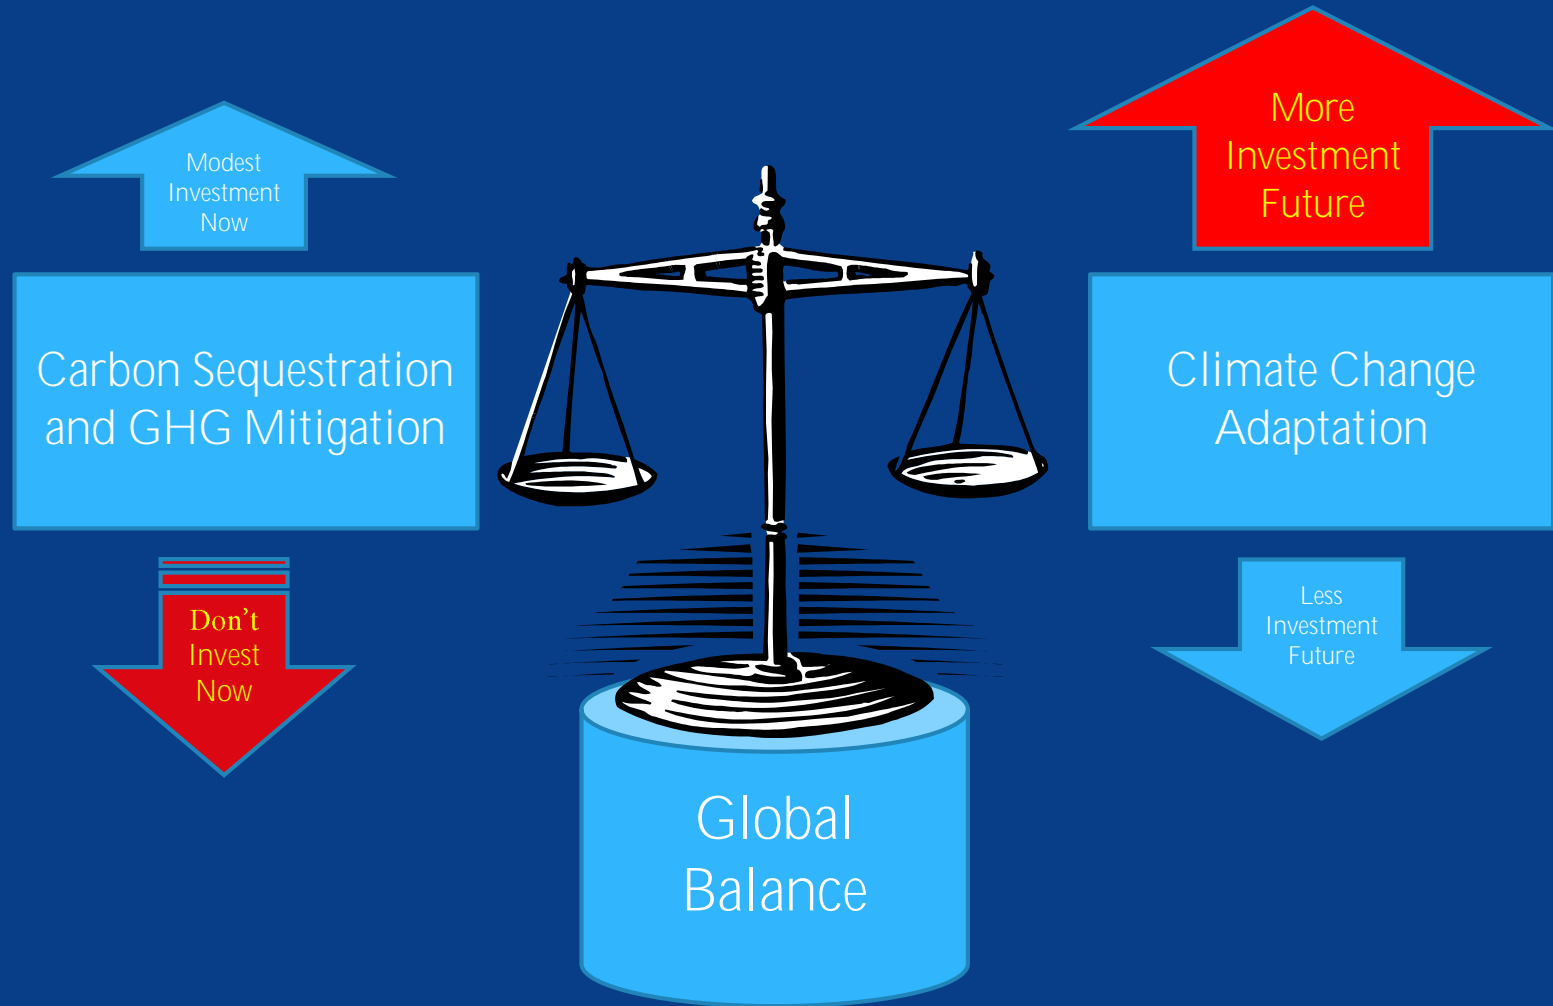 Modest
Investment
Now
More
Investment
Future
Carbon Sequestration
and GHG Mitigation
Climate Change
Adaptation
Don't
Invest
Now
Less
Investment
Future
Global
Balance